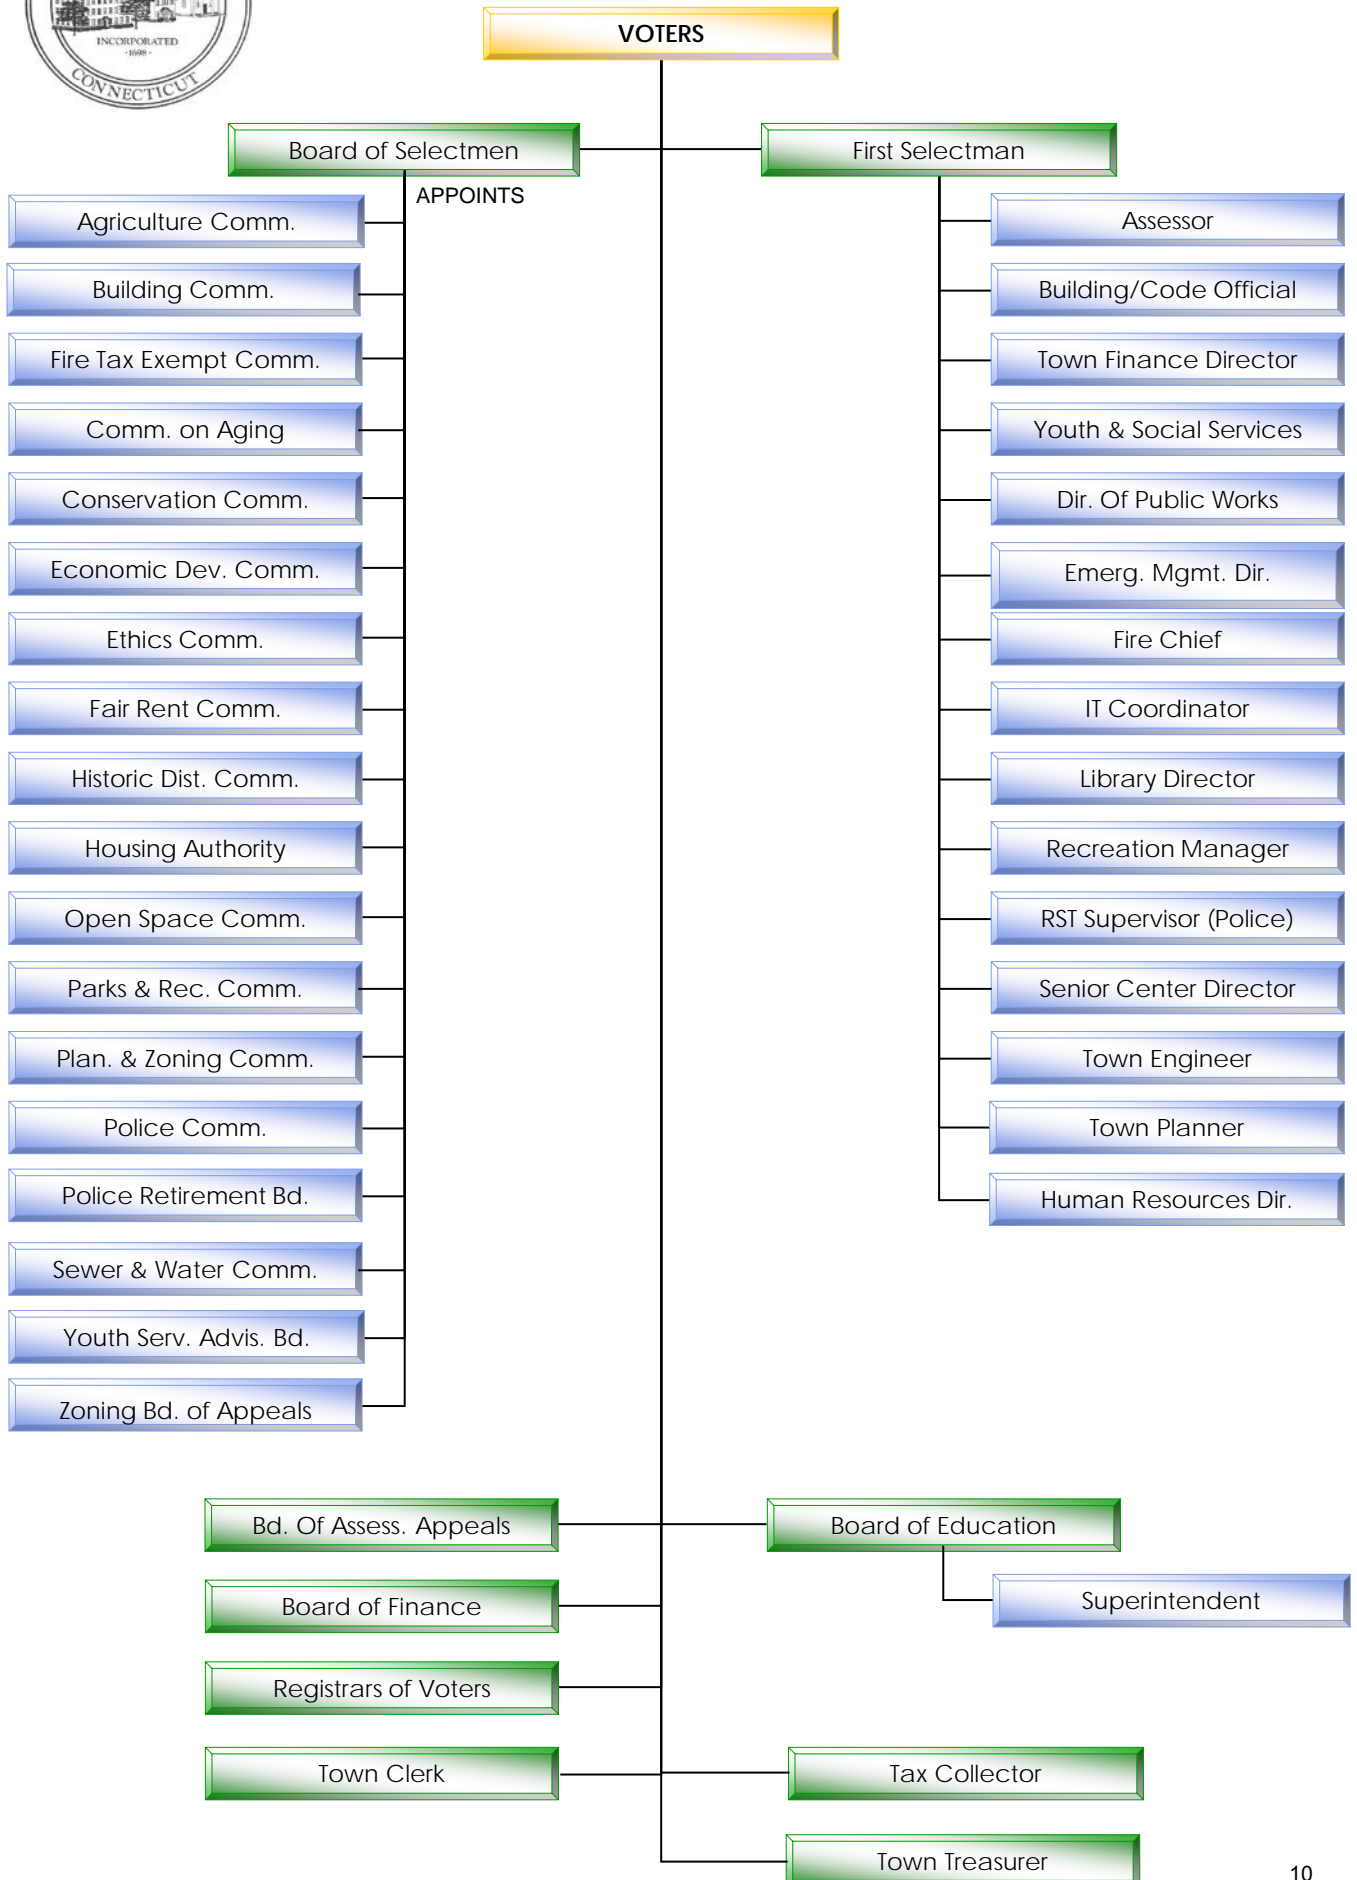 INCORPORATED
·1698·
CONNECTICUT
VOTERS
Board of Selectmen
First Selectman
APPOINTS
Agriculture Comm.
Building Comm.
Fire Tax Exempt Comm.
Comm. on Aging
Conservation Comm.
Economic Dev. Comm.
Ethics Comm.
Fair Rent Comm.
Historic Dist. Comm.
Housing Authority
Open Space Comm.
Parks & Rec. Comm.
Plan. & Zoning Comm.
Police Comm.
Police Retirement Bd.
Sewer & Water Comm.
Youth Serv. Advis. Bd.
Zoning Bd. of Appeals
Assessor
Building/Code Official
Town Finance Director
Youth & Social Services
Dir. Of Public Works
Emerg. Mgmt. Dir.
Fire Chief
IT Coordinator
Library Director
Recreation Manager
RST Supervisor (Police)
Senior Center Director
Town Engineer
Town Planner
Human Resources Dir.
Bd. Of Assess. Appeals
Board of Education
Superintendent
Board of Finance
Registrars of Voters
Town Clerk
Tax Collector
Town Treasurer
10